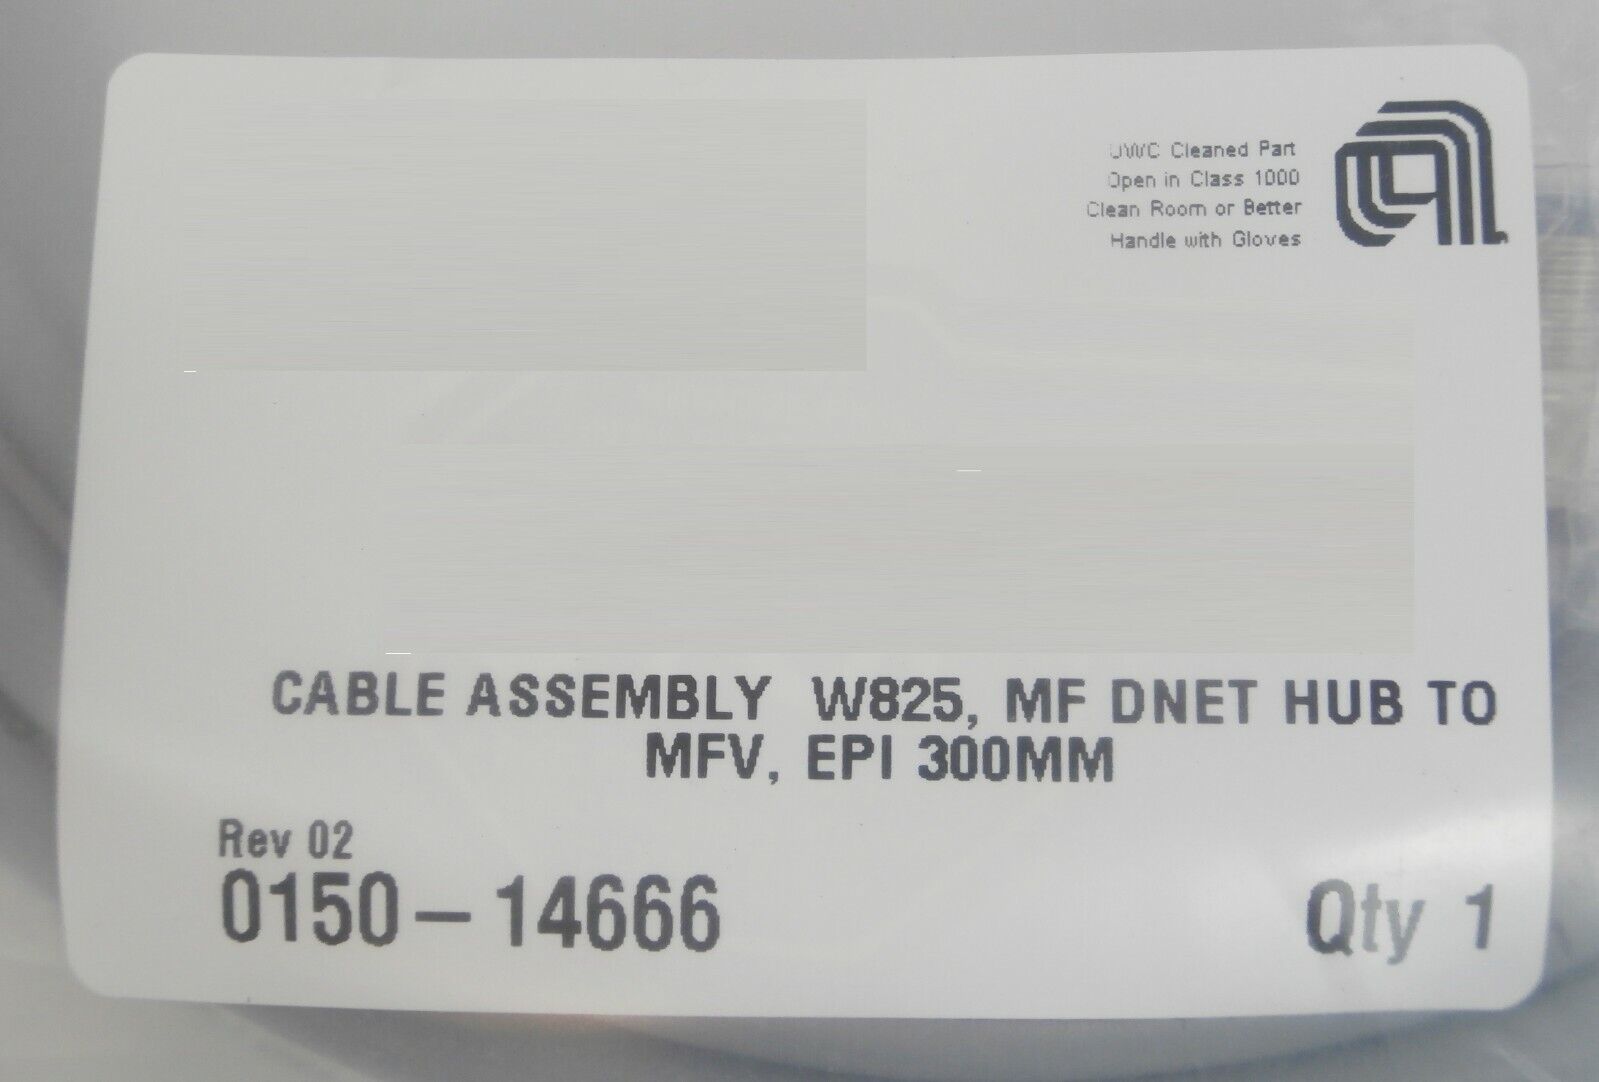 UWC Cleaned Part
Open in Class 1000
Clean Room or Better
Handle with Gloves
CABLE ASSEMBLY W825, MF DNET HUB TO
MFV, EPI 300MM
Rev 02
0150-14666
Qty 1